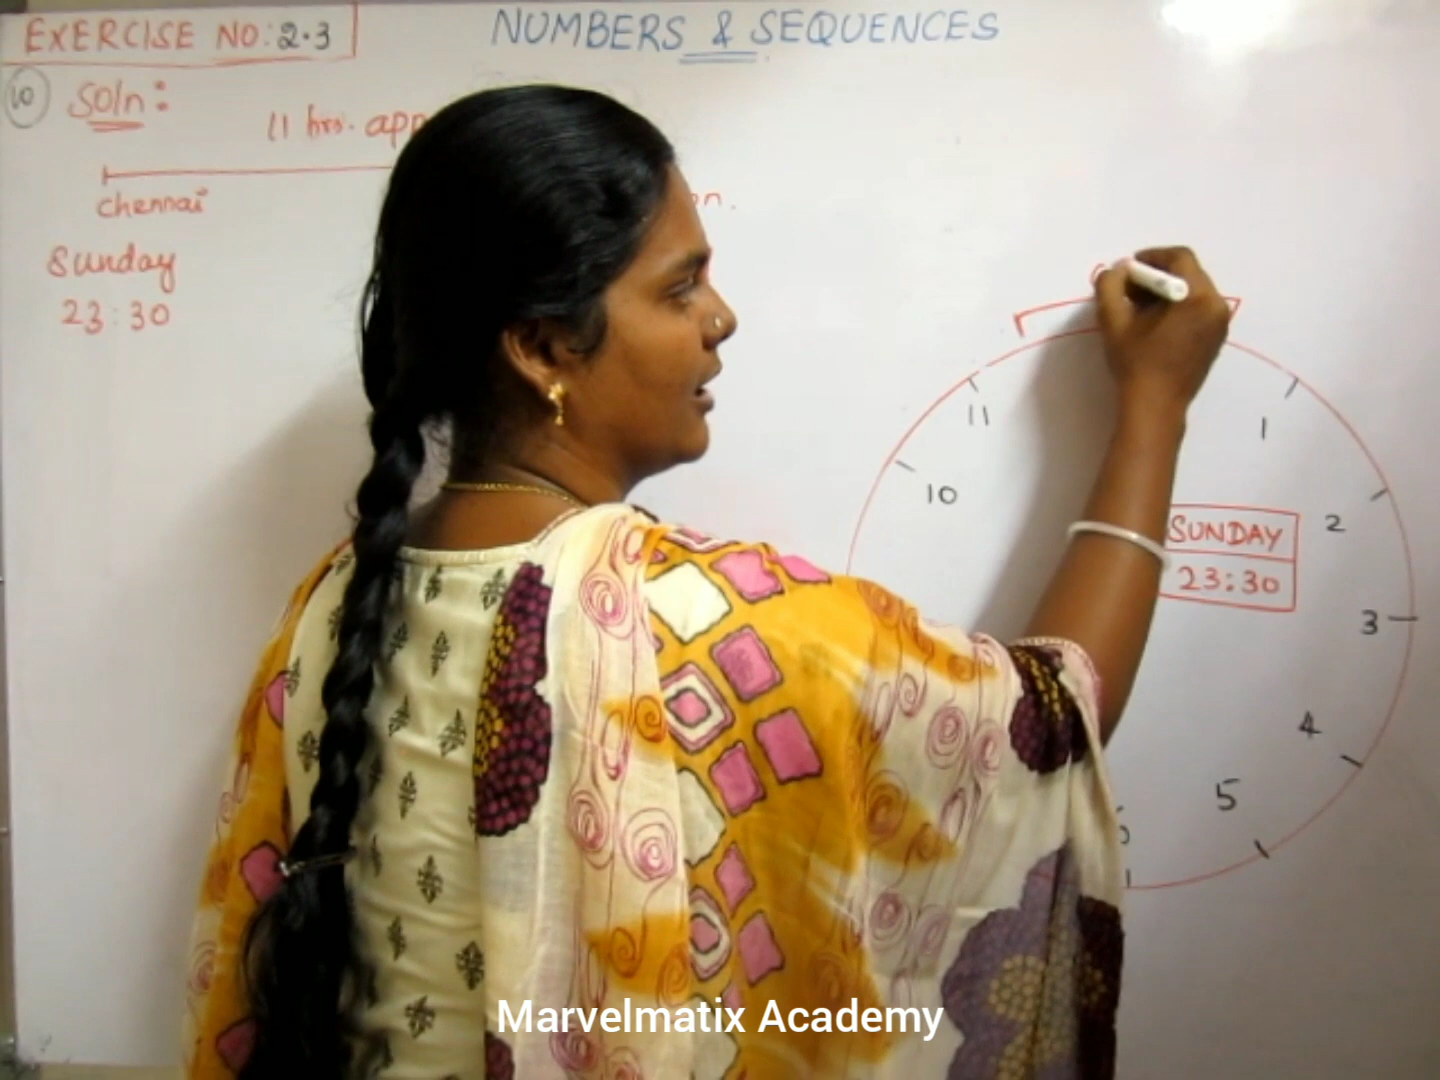 EXERCISE NO: 2.3
NUMBERS & SEQUENCES
10 Soln:
11 hrs.
chennai
Sunday
23:30
11
1
10
2
SUNDAY
23:30
3
4
5
Marvelmatix Academy